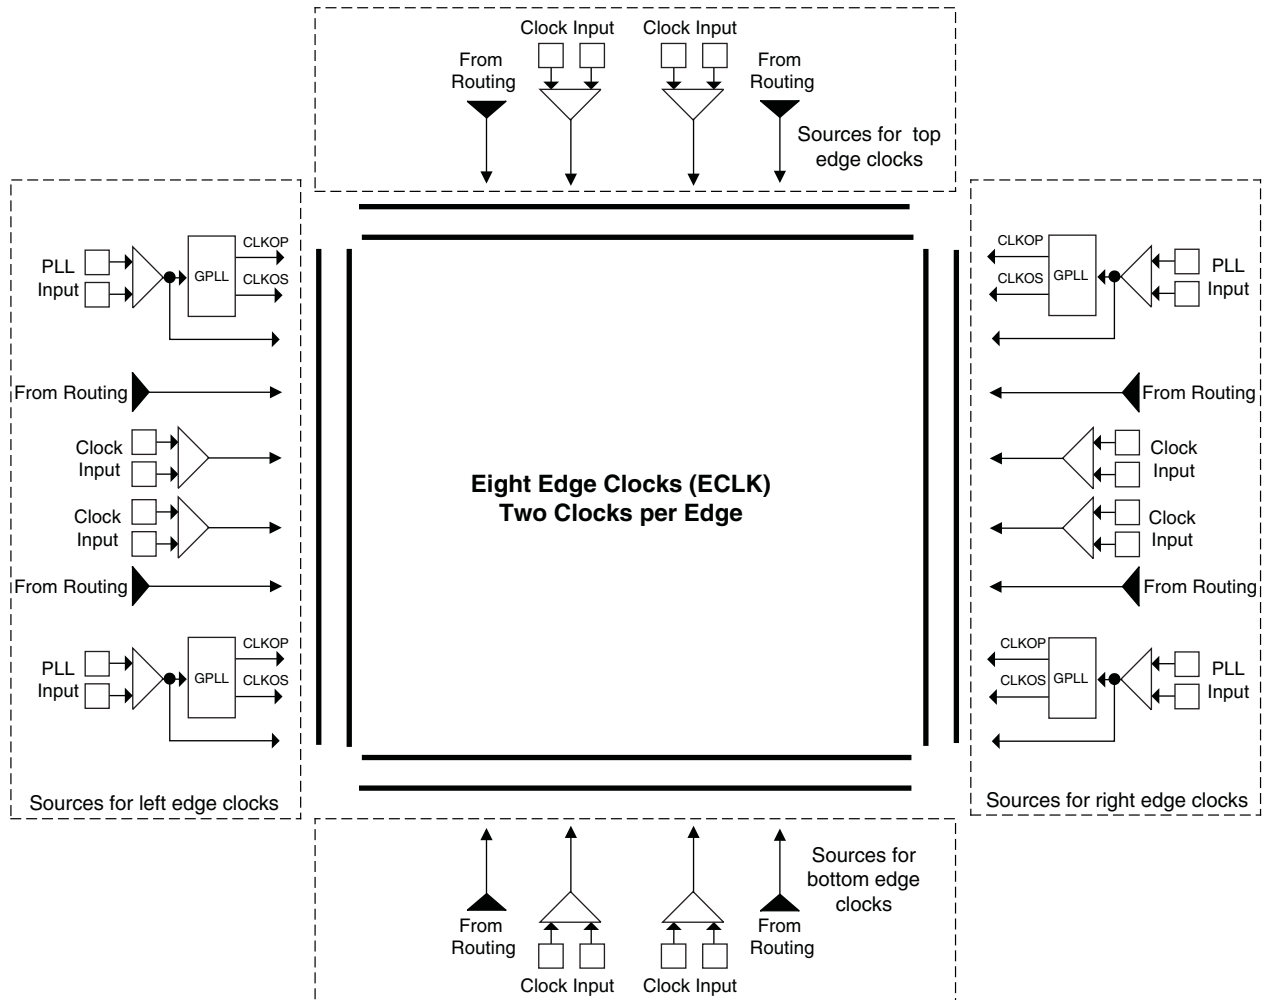 Clock Input
Clock Input
From
Routing
From
Routing
Sources for top
edge clocks
PLL
Input
GPLL
CLKOP
CLKOS
From Routing
Clock
Input
Clock
Input
From Routing
PLL
Input
GPLL
CLKOP
CLKOS
Sources for left edge clocks
Eight Edge Clocks (ECLK)
Two Clocks per Edge
CLKOP
CLKOS
GPLL
PLL
Input
From Routing
Clock
Input
Clock
Input
From Routing
CLKOP
CLKOS
GPLL
PLL
Input
Sources for right edge clocks
Sources for
bottom edge
clocks
From
Routing
From
Routing
Clock Input
Clock Input